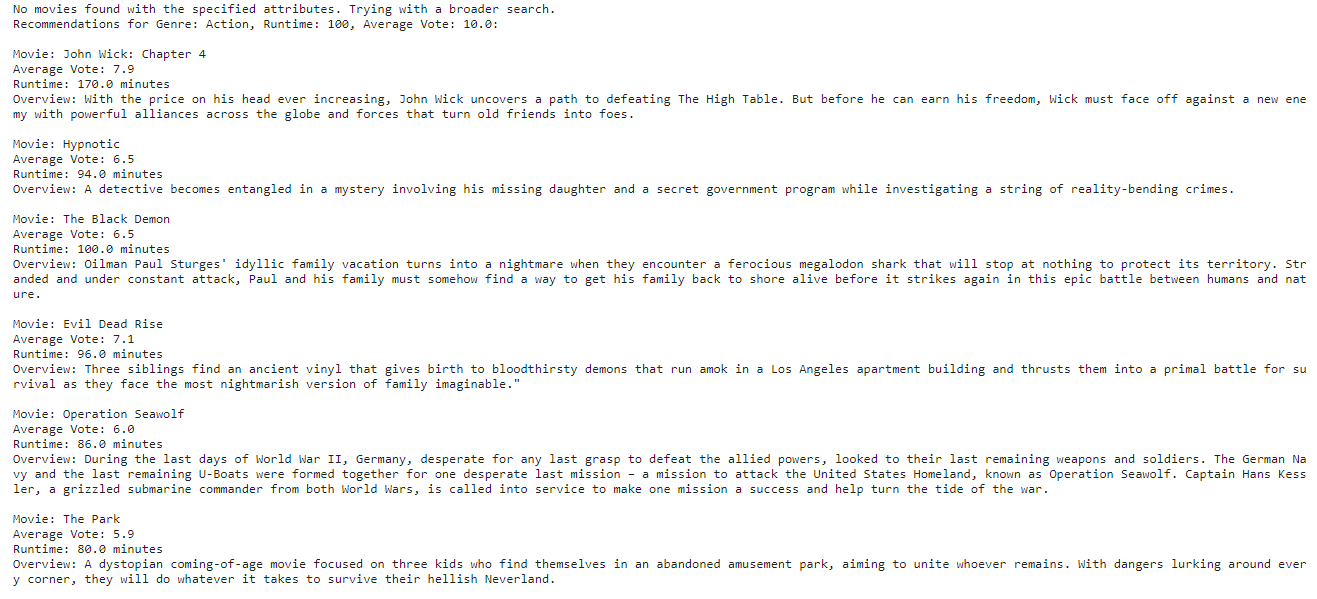 No movies found with the specified attributes. Trying with a broader search.
Recommendations for Genre: Action, Runtime: 100, Average Vote: 10.0:
Movie: John Wick: Chapter 4
Average Vote: 7.9
Runtime: 170.0 minutes
Overview: With the price on his head ever increasing, John Wick uncovers a path to defeating The High Table. But before he can earn his freedom, Wick must face off against a new ene
my with powerful alliances across the globe and forces that turn old friends into foes.
Movie: Hypnotic
Average Vote: 6.5
Runtime: 94.0 minutes
Overview: A detective becomes entangled in a mystery involving his missing daughter and a secret government program while investigating a string of reality-bending crimes.
Movie: The Black Demon
Average Vote: 6.5
Runtime: 100.0 minutes
Overview: Oilman Paul Sturges' idyllic family vacation turns into a nightmare when they encounter a ferocious megalodon shark that will stop at nothing to protect its territory. Str
anded and under constant attack, Paul and his family must somehow find a way to get his family back to shore alive before it strikes again in this epic battle between humans and nat
ure.
Movie: Evil Dead Rise
Average Vote: 7.1
Runtime: 96.0 minutes
Overview: Three siblings find an ancient vinyl that gives birth to bloodthirsty demons that run amok in a Los Angeles apartment building and thrusts them into a primal battle for su
rvival as they face the most nightmarish version of family imaginable."
Movie: Operation Seawolf
Average Vote: 6.0
Runtime: 86.0 minutes
Overview: During the last days of World War II, Germany, desperate for any last grasp to defeat the allied powers, looked to their last remaining weapons and soldiers. The German Na
vy and the last remaining U-Boats were formed together for one desperate last mission – a mission to attack the United States Homeland, known as Operation Seawolf. Captain Hans Kess
ler, a grizzled submarine commander from both World Wars, is called into service to make one mission a success and help turn the tide of the war.
Movie: The Park
Average Vote: 5.9
Runtime: 80.0 minutes
Overview: A dystopian coming-of-age movie focused on three kids who find themselves in an abandoned amusement park, aiming to unite whoever remains. With dangers lurking around ever
y corner, they will do whatever it takes to survive their hellish Neverland.